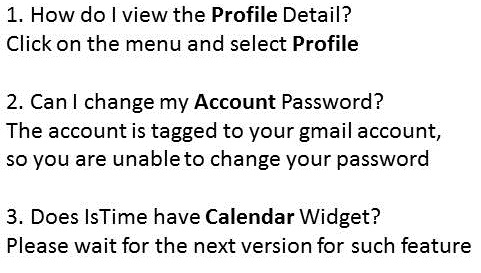 1. How do I view the Profile Detail?
Click on the menu and select Profile
2. Can I change my Account Password?
The account is tagged to your gmail account,
so you are unable to change your password
3. Does IsTime have Calendar Widget?
Please wait for the next version for such feature